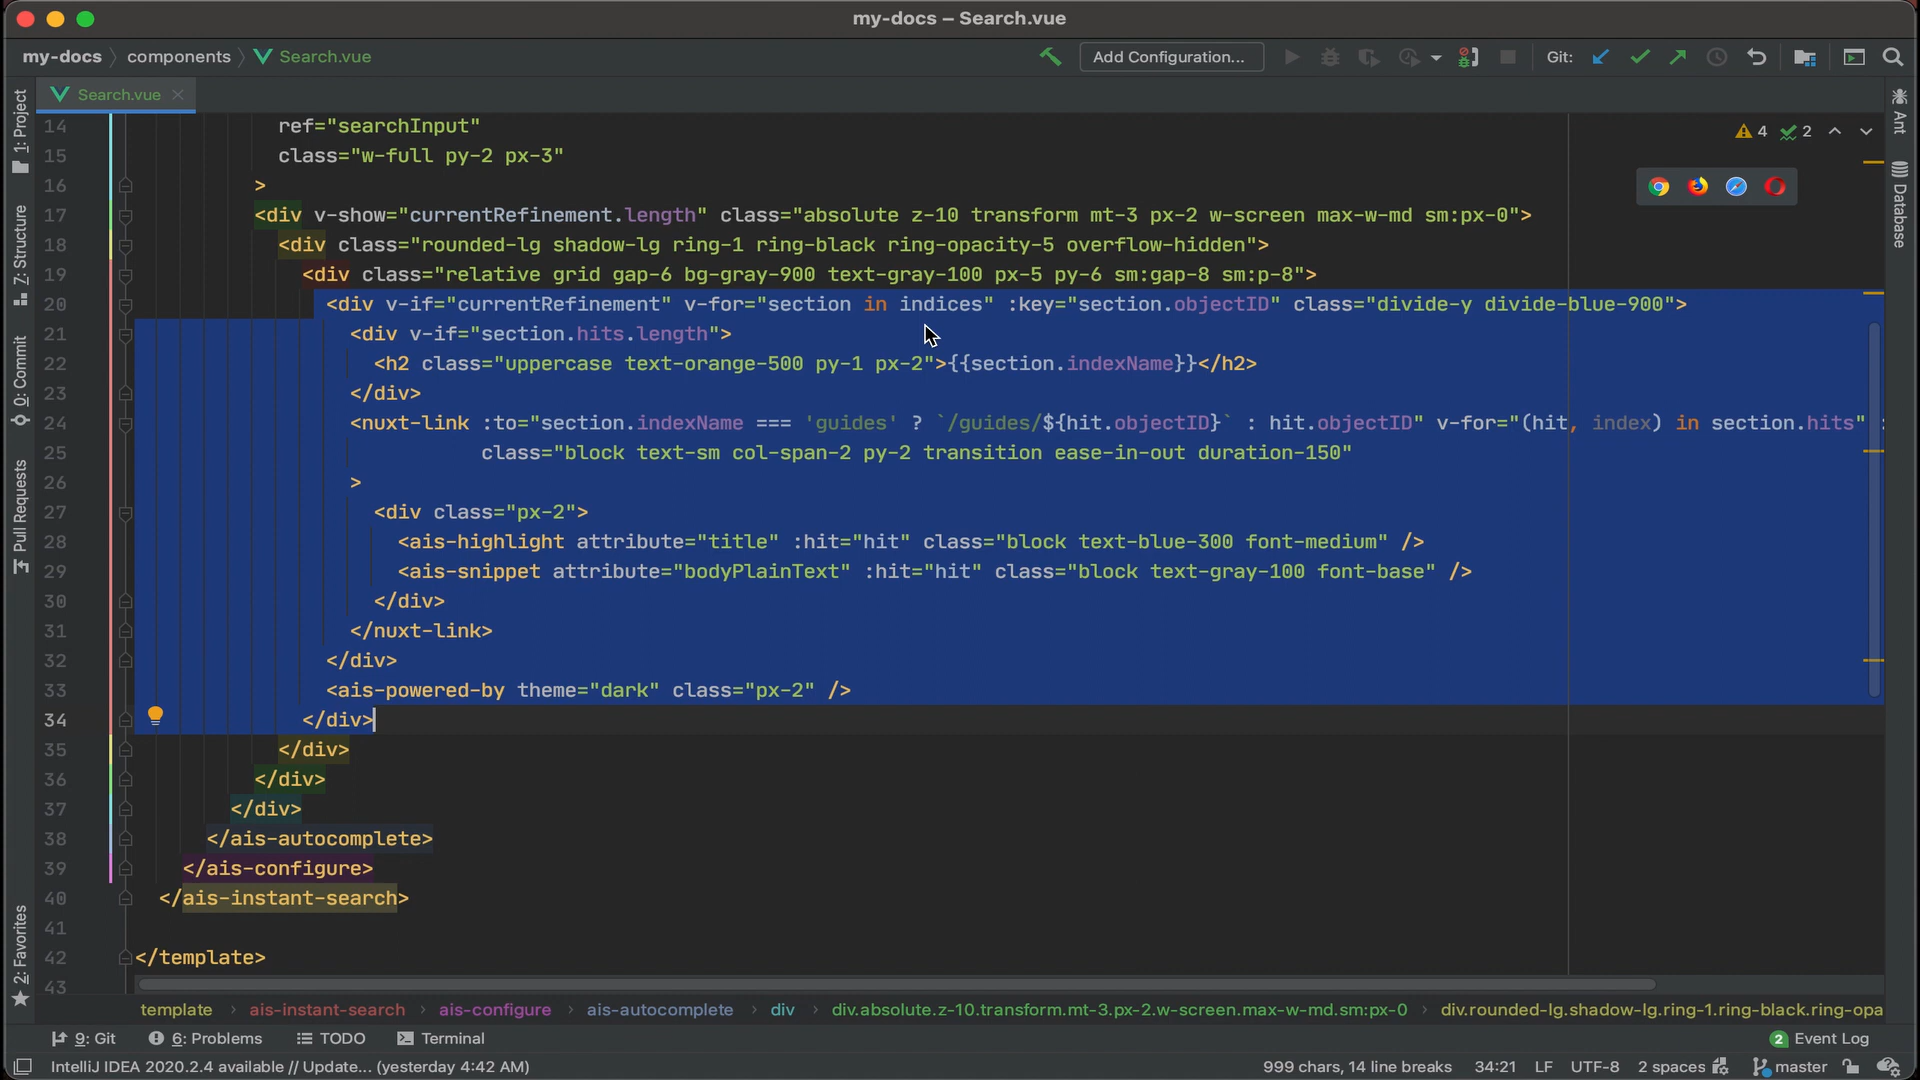 my-docs – Search.vue
my-docs components Search.vue Add Configuration... Git:
Search.vue
1: Project
Z: Structure
0: Commit
Pull Requests
2: Favorites
Ant
Database
4 2
14 ref="searchInput"
15 class="w-full py-2 px-3"
16 >
17 <div v-show="currentRefinement.length" class="absolute z-10 transform mt-3 px-2 w-screen max-w-md sm:px-0">
18 <div class="rounded-lg shadow-lg ring-1 ring-black ring-opacity-5 overflow-hidden">
19 <div class="relative grid gap-6 bg-gray-900 text-gray-100 px-5 py-6 sm:gap-8 sm:p-8">
20 <div v-if="currentRefinement" v-for="section in indices" :key="section.objectID" class="divide-y divide-blue-900">
21 <div v-if="section.hits.length">
22 <h2 class="uppercase text-orange-500 py-1 px-2">{{section.indexName}}</h2>
23 </div>
24 <nuxt-link :to="section.indexName === 'guides' ? `/guides/${hit.objectID}` : hit.objectID" v-for="(hit, index) in section.hits" :
25 class="block text-sm col-span-2 py-2 transition ease-in-out duration-150"
26 >
27 <div class="px-2">
28 <ais-highlight attribute="title" :hit="hit" class="block text-blue-300 font-medium" />
29 <ais-snippet attribute="bodyPlainText" :hit="hit" class="block text-gray-100 font-base" />
30 </div>
31 </nuxt-link>
32 </div>
33 <ais-powered-by theme="dark" class="px-2" />
34 </div>
35 </div>
36 </div>
37 </div>
38 </ais-autocomplete>
39 </ais-configure>
40 </ais-instant-search>
41
42 </template>
43
template › ais-instant-search › ais-configure › ais-autocomplete › div › div.absolute.z-10.transform.mt-3.px-2.w-screen.max-w-md.sm:px-0 › div.rounded-lg.shadow-lg.ring-1.ring-black.ring-opa
9: Git 6: Problems TODO Terminal 2 Event Log
IntelliJ IDEA 2020.2.4 available // Update... (yesterday 4:42 AM) 999 chars, 14 line breaks 34:21 LF UTF-8 2 spaces master